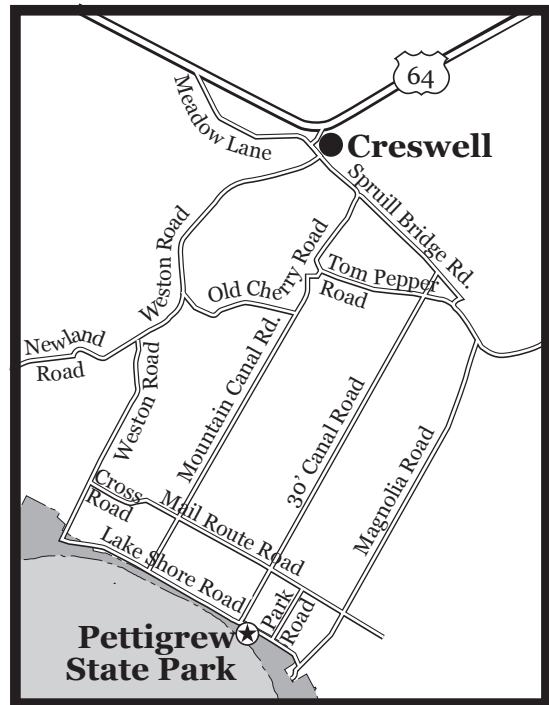 64
Meadow Lane
Creswell
Spruill Bridge Rd.
Weston Road
Old Cherry Road
Tom Pepper
Road
Newland
Road
Weston Road
Mountain Canal Rd.
30' Canal Road
Magnolia Road
Cross
Road
Mail Route Road
Lake Shore Road
Park
Road
Pettigrew
State Park